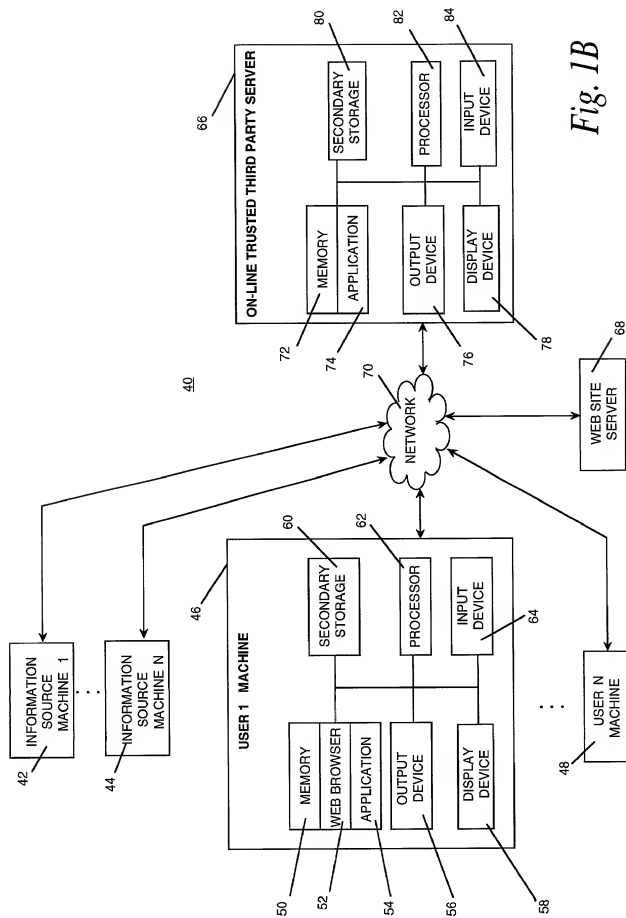 40
42
INFORMATION
SOURCE
MACHINE 1
44
INFORMATION
SOURCE
MACHINE N
46
USER 1 MACHINE
50
MEMORY
52
WEB BROWSER
54
APPLICATION
56
OUTPUT
DEVICE
58
DISPLAY
DEVICE
60
SECONDARY
STORAGE
62
PROCESSOR
64
INPUT
DEVICE
48
USER N
MACHINE
70
NETWORK
68
WEB SITE
SERVER
66
ON-LINE TRUSTED THIRD PARTY SERVER
72
MEMORY
74
APPLICATION
76
OUTPUT
DEVICE
78
DISPLAY
DEVICE
80
SECONDARY
STORAGE
82
PROCESSOR
84
INPUT
DEVICE
Fig. 1B